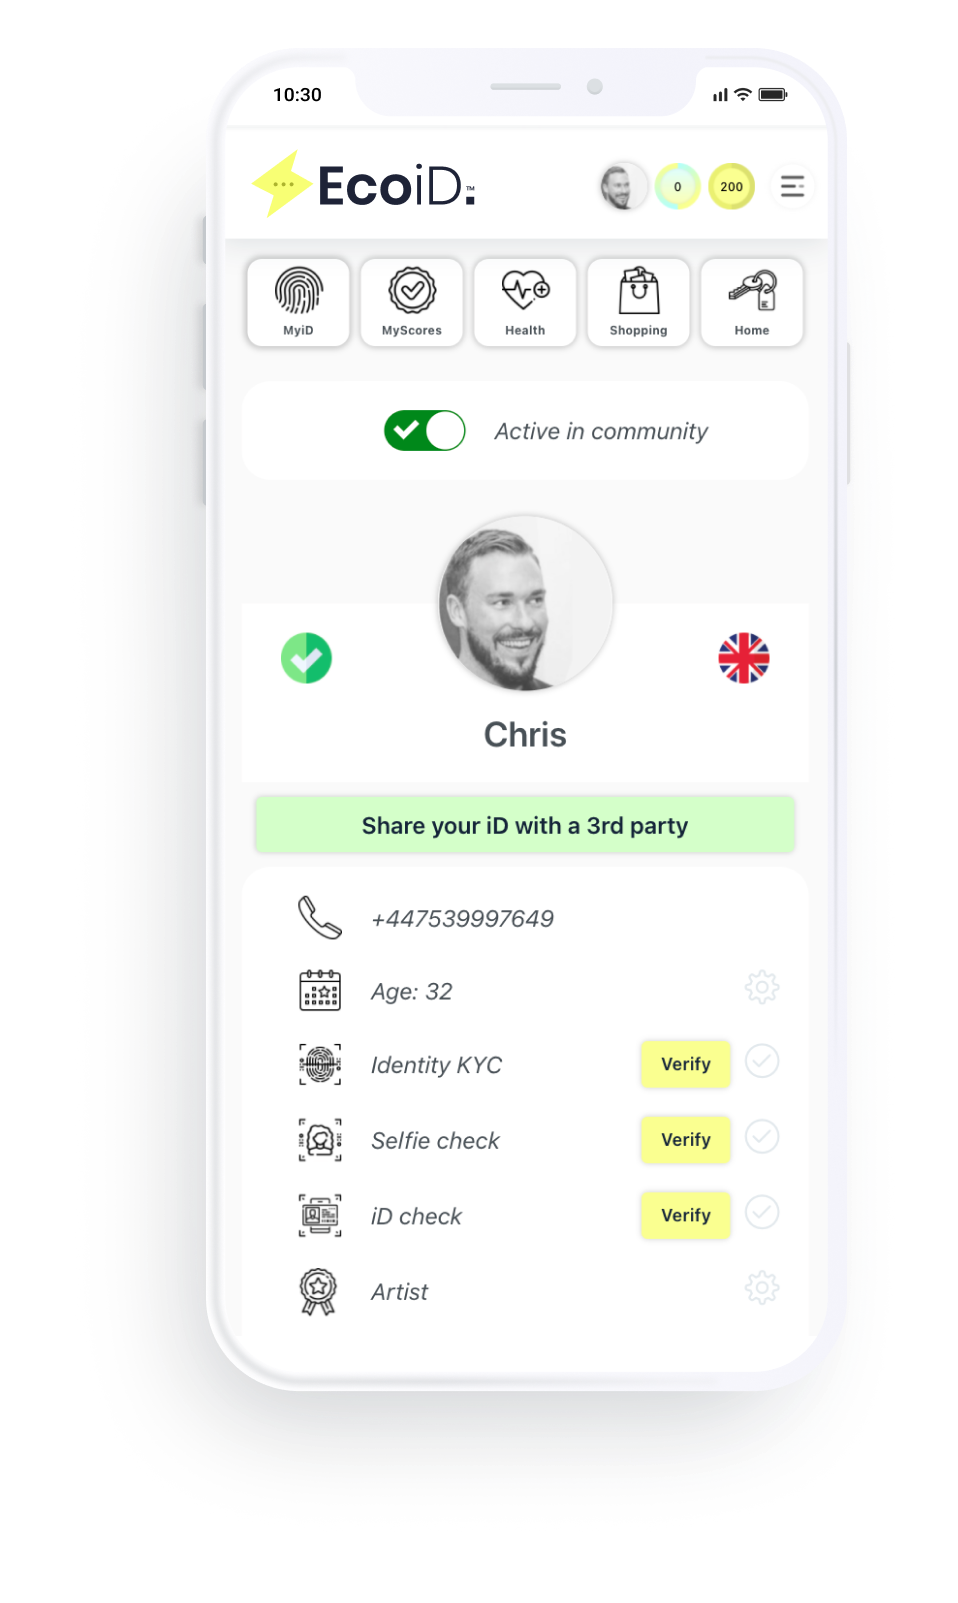 10:30
EcoiD:™
0
200
MyiD
MyScores
Health
Shopping
Home
Active in community
Chris
Share your iD with a 3rd party
+447539997649
Age: 32
Identity KYC
Verify
Selfie check
Verify
iD check
Verify
Artist